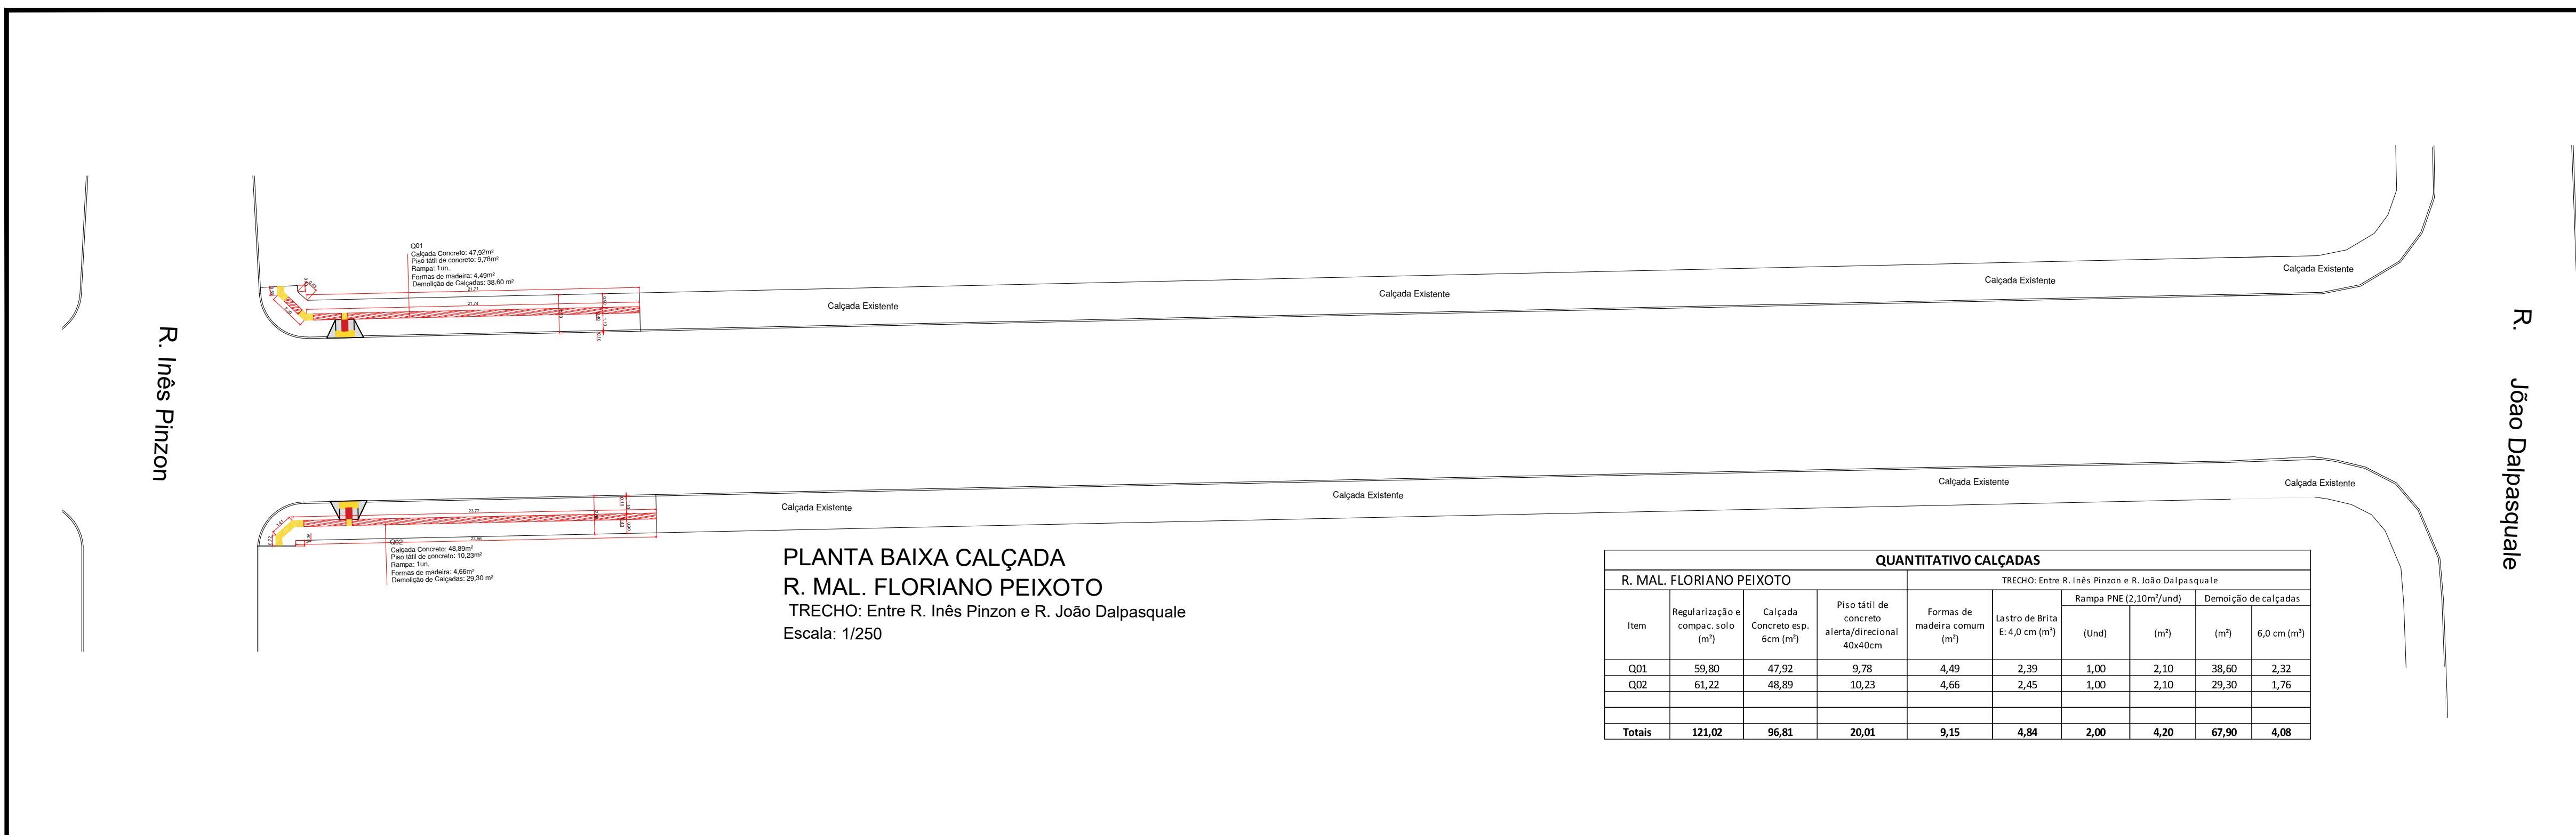 Q01
Calçada Concreto: 47,92m²
Piso tátil de concreto: 9,78m²
Rampa: 1un.
Formas de madeira: 4,49m²
Demolição de Calçadas: 38,60 m²
21,71
21,74
Calçada Existente
Calçada Existente
Calçada Existente
Calçada Existente
R. Inês Pinzon
R. Jõao Dalpasquale
23,77
23,56
Calçada Existente
Calçada Existente
Calçada Existente
Calçada Existente
Q02
Calçada Concreto: 48,89m²
Piso tátil de concreto: 10,23m²
Rampa: 1un.
Formas de madeira: 4,66m²
Demolição de Calçadas: 29,30 m²
PLANTA BAIXA CALÇADA
R. MAL. FLORIANO PEIXOTO
TRECHO: Entre R. Inês Pinzon e R. João Dalpasquale
Escala: 1/250
QUANTITATIVO CALÇADAS
R. MAL. FLORIANO PEIXOTO TRECHO: Entre R. Inês Pinzon e R. João Dalpasquale
Item Regularização e compac. solo (m²) Calçada Concreto esp. 6cm (m²) Piso tátil de concreto alerta/direcional 40x40cm Formas de madeira comum (m²) Lastro de Brita E: 4,0 cm (m³) Rampa PNE (2,10m²/und) Demoição de calçadas
(Und) (m²) (m²) 6,0 cm (m³)
Q01 59,80 47,92 9,78 4,49 2,39 1,00 2,10 38,60 2,32
Q02 61,22 48,89 10,23 4,66 2,45 1,00 2,10 29,30 1,76
Totais 121,02 96,81 20,01 9,15 4,84 2,00 4,20 67,90 4,08